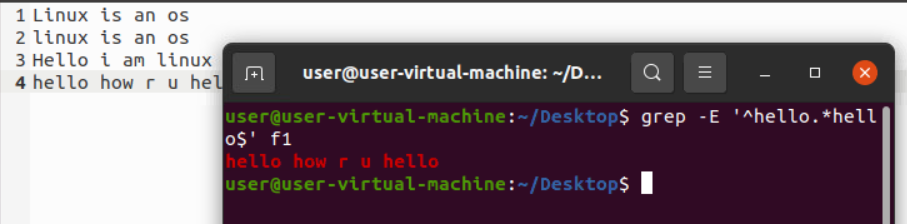 1 Linux is an os
2 linux is an os
3 Hello i am linux
4 hello how r u hel
user@user-virtual-machine: ~/D...
user@user-virtual-machine:~/Desktop$ grep -E '^hello.*hell
o$' f1
hello how r u hello
user@user-virtual-machine:~/Desktop$